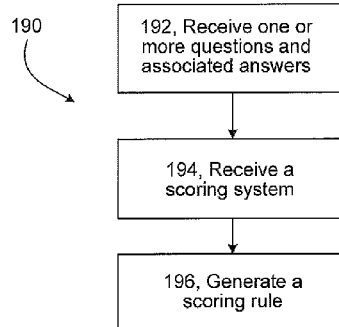 190
192, Receive one or
more questions and
associated answers
194, Receive a
scoring system
196, Generate a
scoring rule